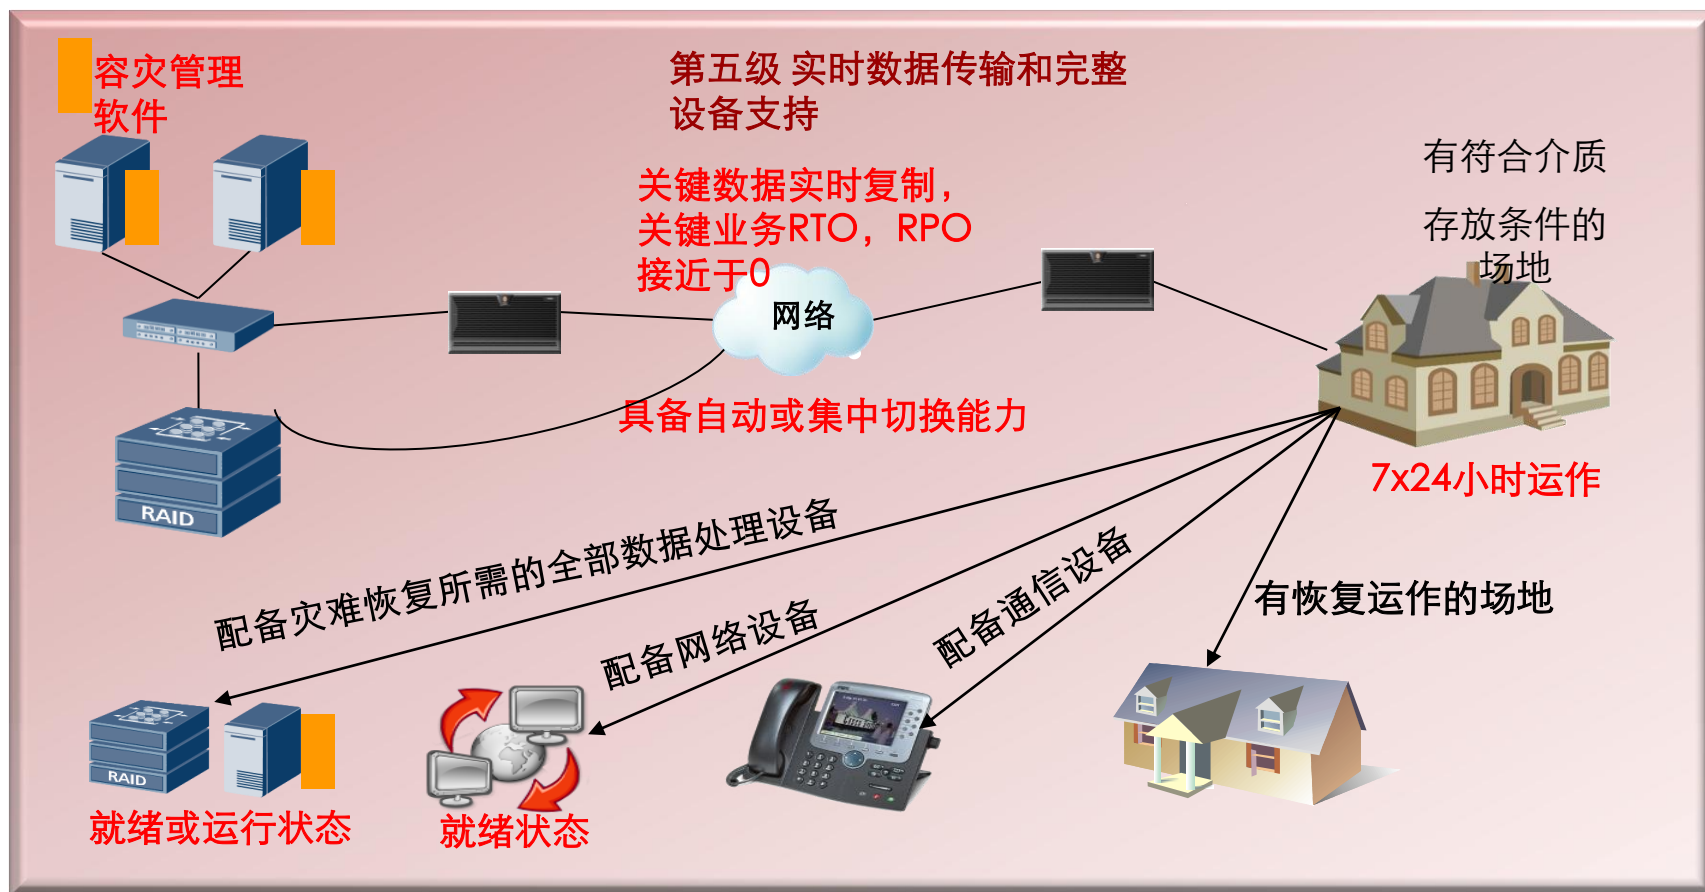 容灾管理
软件
第五级 实时数据传输和完整
设备支持
有符合介质
存放条件的
场地
关键数据实时复制，
关键业务RTO，RPO
接近于0
网络
具备自动或集中切换能力
7x24小时运作
RAID
配备灾难恢复所需的全部数据处理设备
配备网络设备
配备通信设备
有恢复运作的场地
RAID
就绪或运行状态
就绪状态